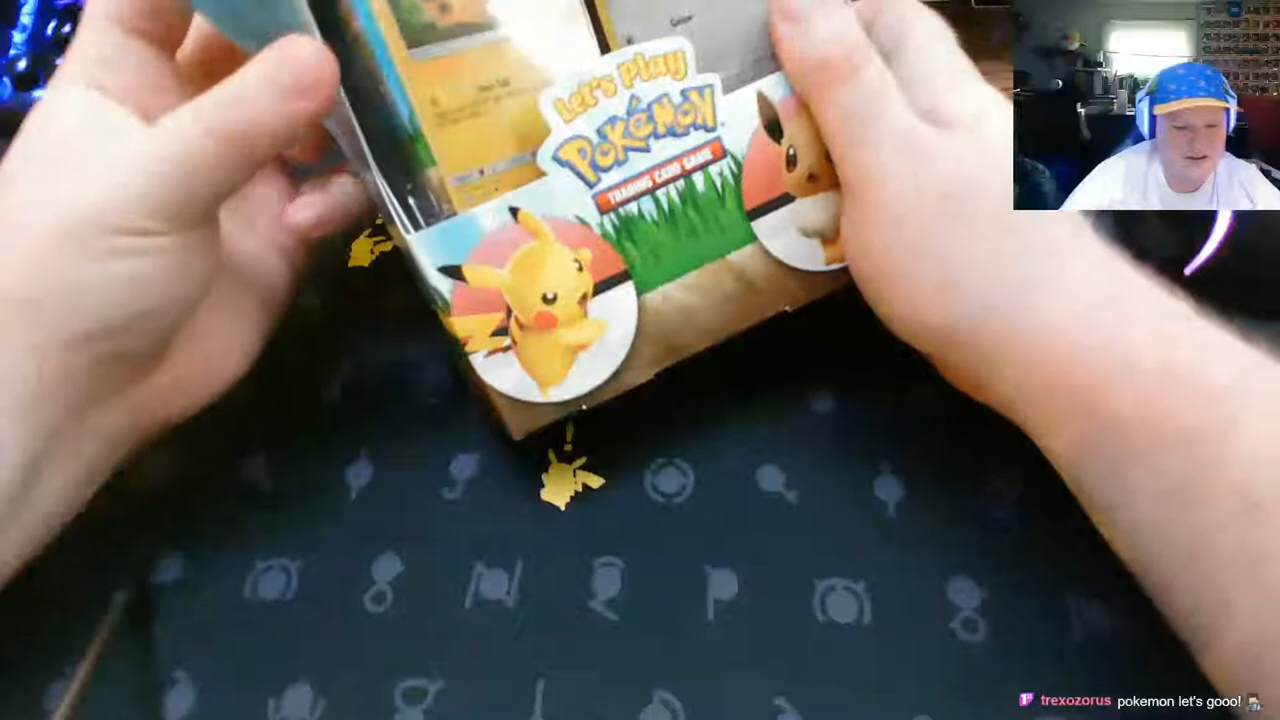 Let's Play
POKéMON
TRADING CARD GAME
trexozorus pokemon let's gooo!